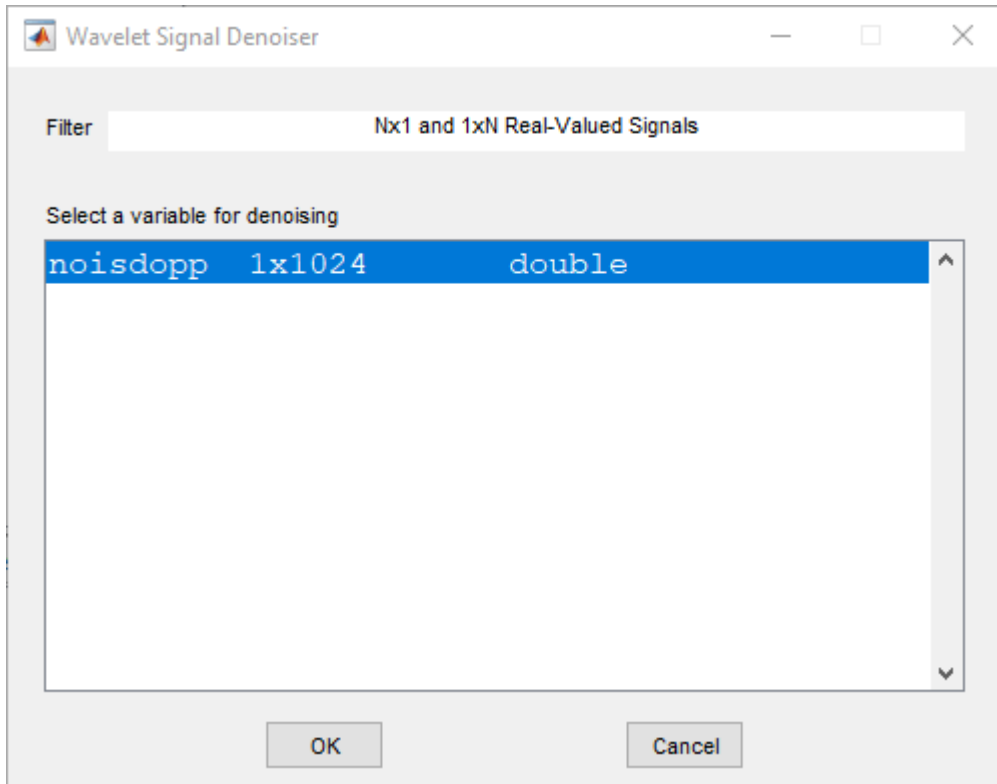 Wavelet Signal Denoiser
Filter Nx1 and 1xN Real-Valued Signals
Select a variable for denoising
noisdopp 1x1024 double
OK Cancel